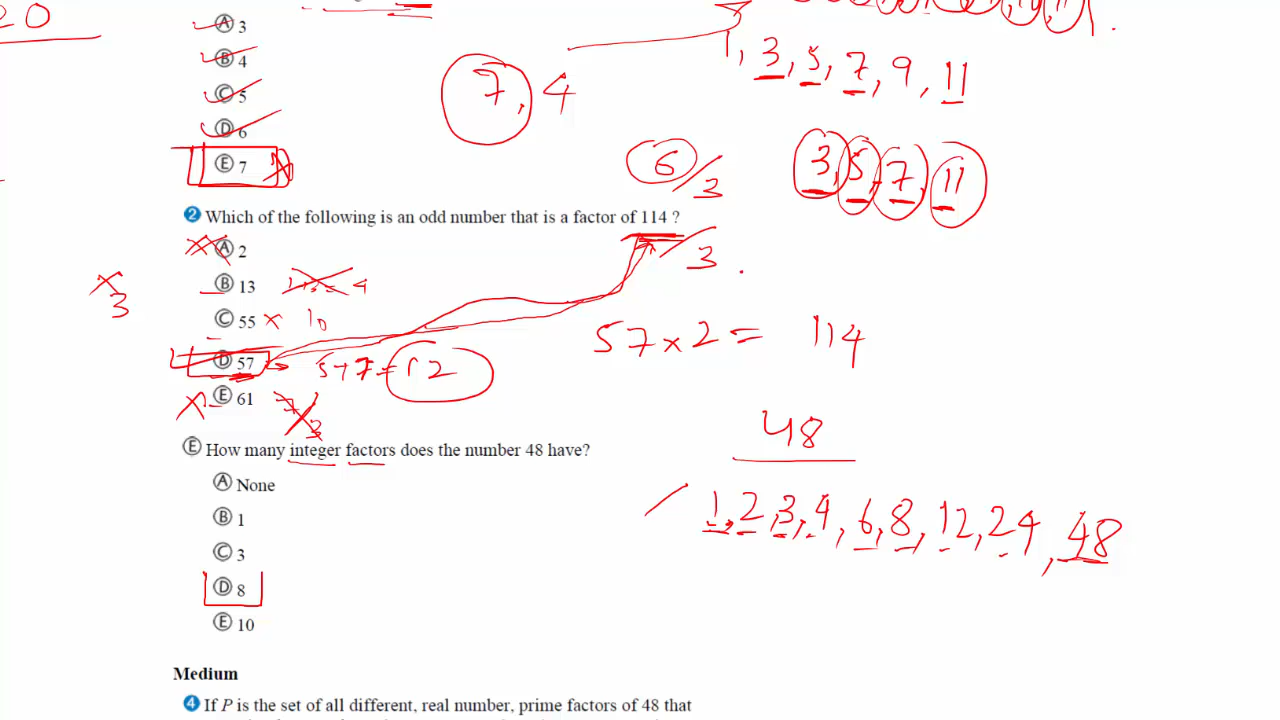 20
Ⓐ 3
1, 3, 5, 7, 9, 11
Ⓑ 4
7, 4
Ⓒ 5
Ⓓ 6
Ⓔ 7
6/3
3, 5, 7, 11
2 Which of the following is an odd number that is a factor of 114 ?
Ⓐ 2
/3
Ⓑ 13
4
3
Ⓒ 55 × 10
57×2 = 114
Ⓓ 57
5+7=12
Ⓔ 61
48
Ⓔ How many integer factors does the number 48 have?
Ⓐ None
1, 2, 3, 4, 6, 8, 12, 24, 48
Ⓑ 1
Ⓒ 3
Ⓓ 8
Ⓔ 10
Medium
4 If P is the set of all different, real number, prime factors of 48 that